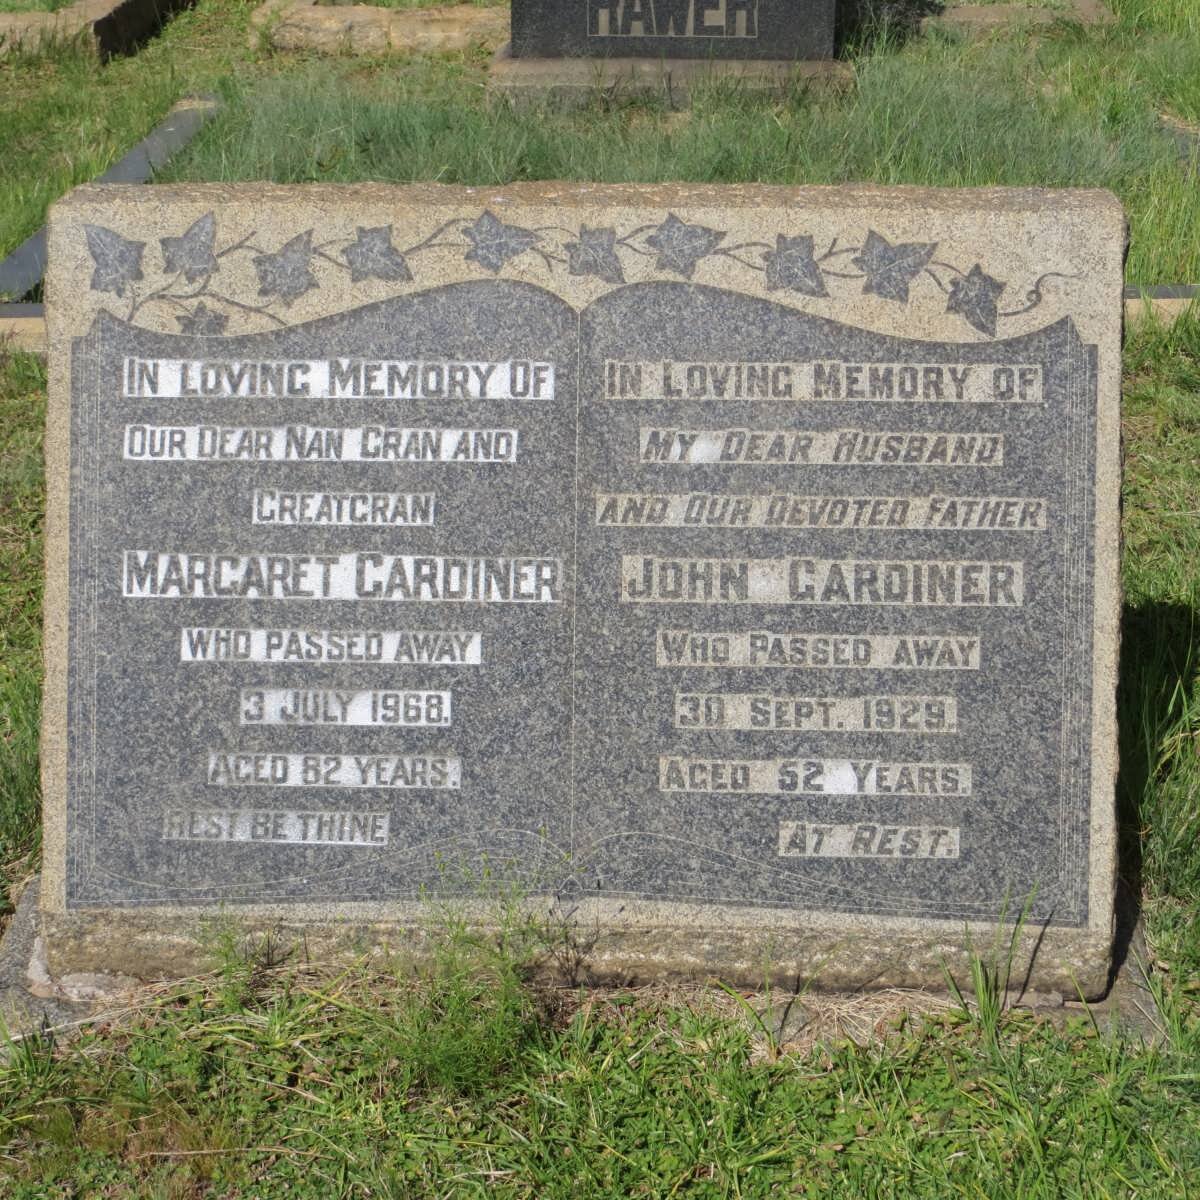 RAWER
IN LOVING MEMORY OF
OUR DEAR NAN GRAN AND
GREATGRAN
MARGARET GARDINER
WHO PASSED AWAY
3 JULY 1968.
AGED 82 YEARS.
REST BE THINE
IN LOVING MEMORY OF
MY DEAR HUSBAND
AND OUR DEVOTED FATHER
JOHN GARDINER
WHO PASSED AWAY
30 SEPT. 1929.
AGED 52 YEARS.
AT REST.